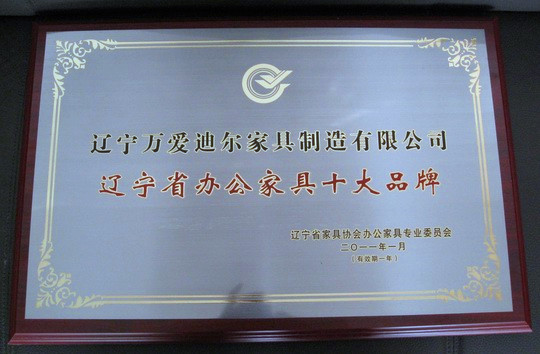 辽宁万爱迪尔家具制造有限公司
辽宁省办公家具十大品牌
辽宁省家具协会办公家具专业委员会
二〇一一年一月
（有效期一年）